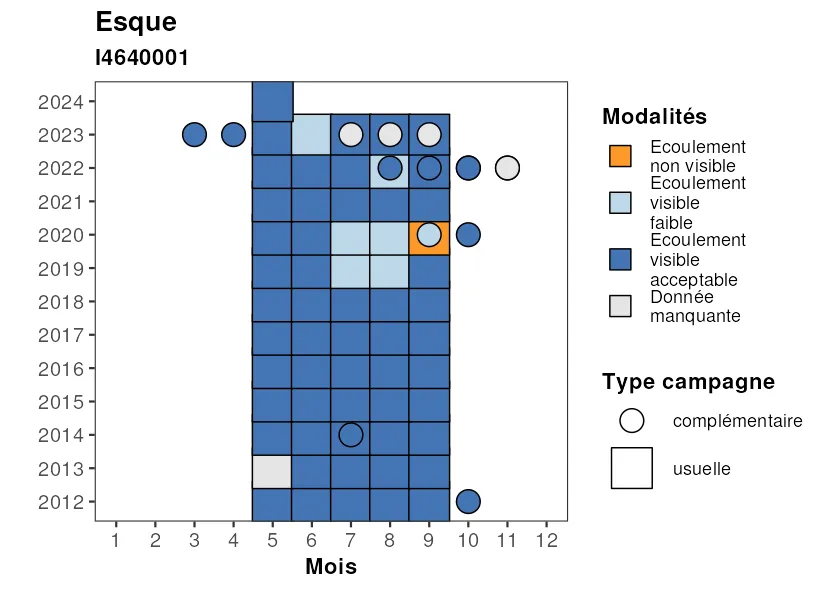 Esque
I4640001
2024
2023
2022
2021
2020
2019
2018
2017
2016
2015
2014
2013
2012
1 2 3 4 5 6 7 8 9 10 11 12
Mois
Modalités
Ecoulement
non visible
Ecoulement
visible
faible
Ecoulement
visible
acceptable
Donnée
manquante
Type campagne
complémentaire
usuelle